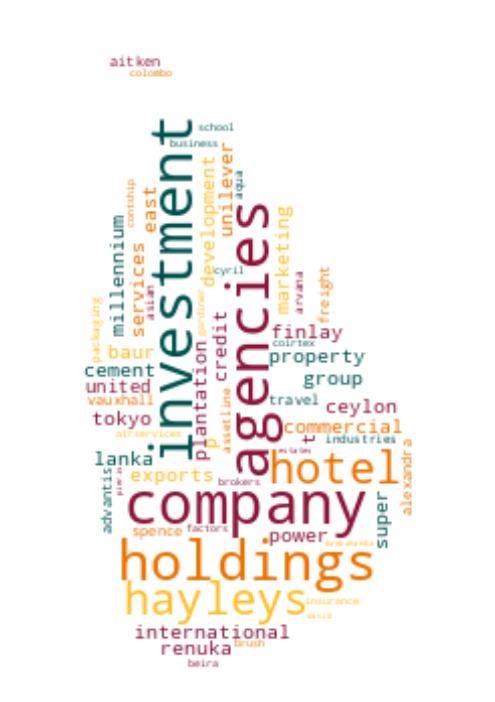 aitken
colombo
school
business
investment
development
unilever
aqua
contship
east
millennium
services
asian
agencies
marketing
cyril
arvana
freight
gardiner
packaging
credit
finlay
coirtex
baur
plantation
property
cement
group
united
vauxhall
assetline
travel
ceylon
tokyo
commercial
airservices
p
t
industries
alexandra
lanka
estates
hotel
pieris
exports
brokers
advantis
company
super
spence
factors
power
holdings
hayleys
insurance
david
international
renuka
brush
beira